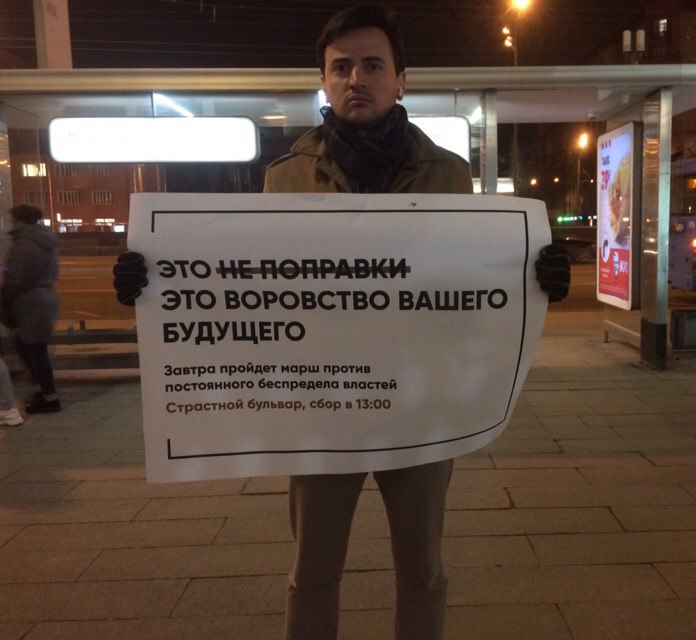 ЭТО НЕ ПОПРАВКИ
ЭТО ВОРОВСТВО ВАШЕГО
БУДУЩЕГО
Завтра пройдет марш против
постоянного беспредела властей
Страстной бульвар, сбор в 13:00